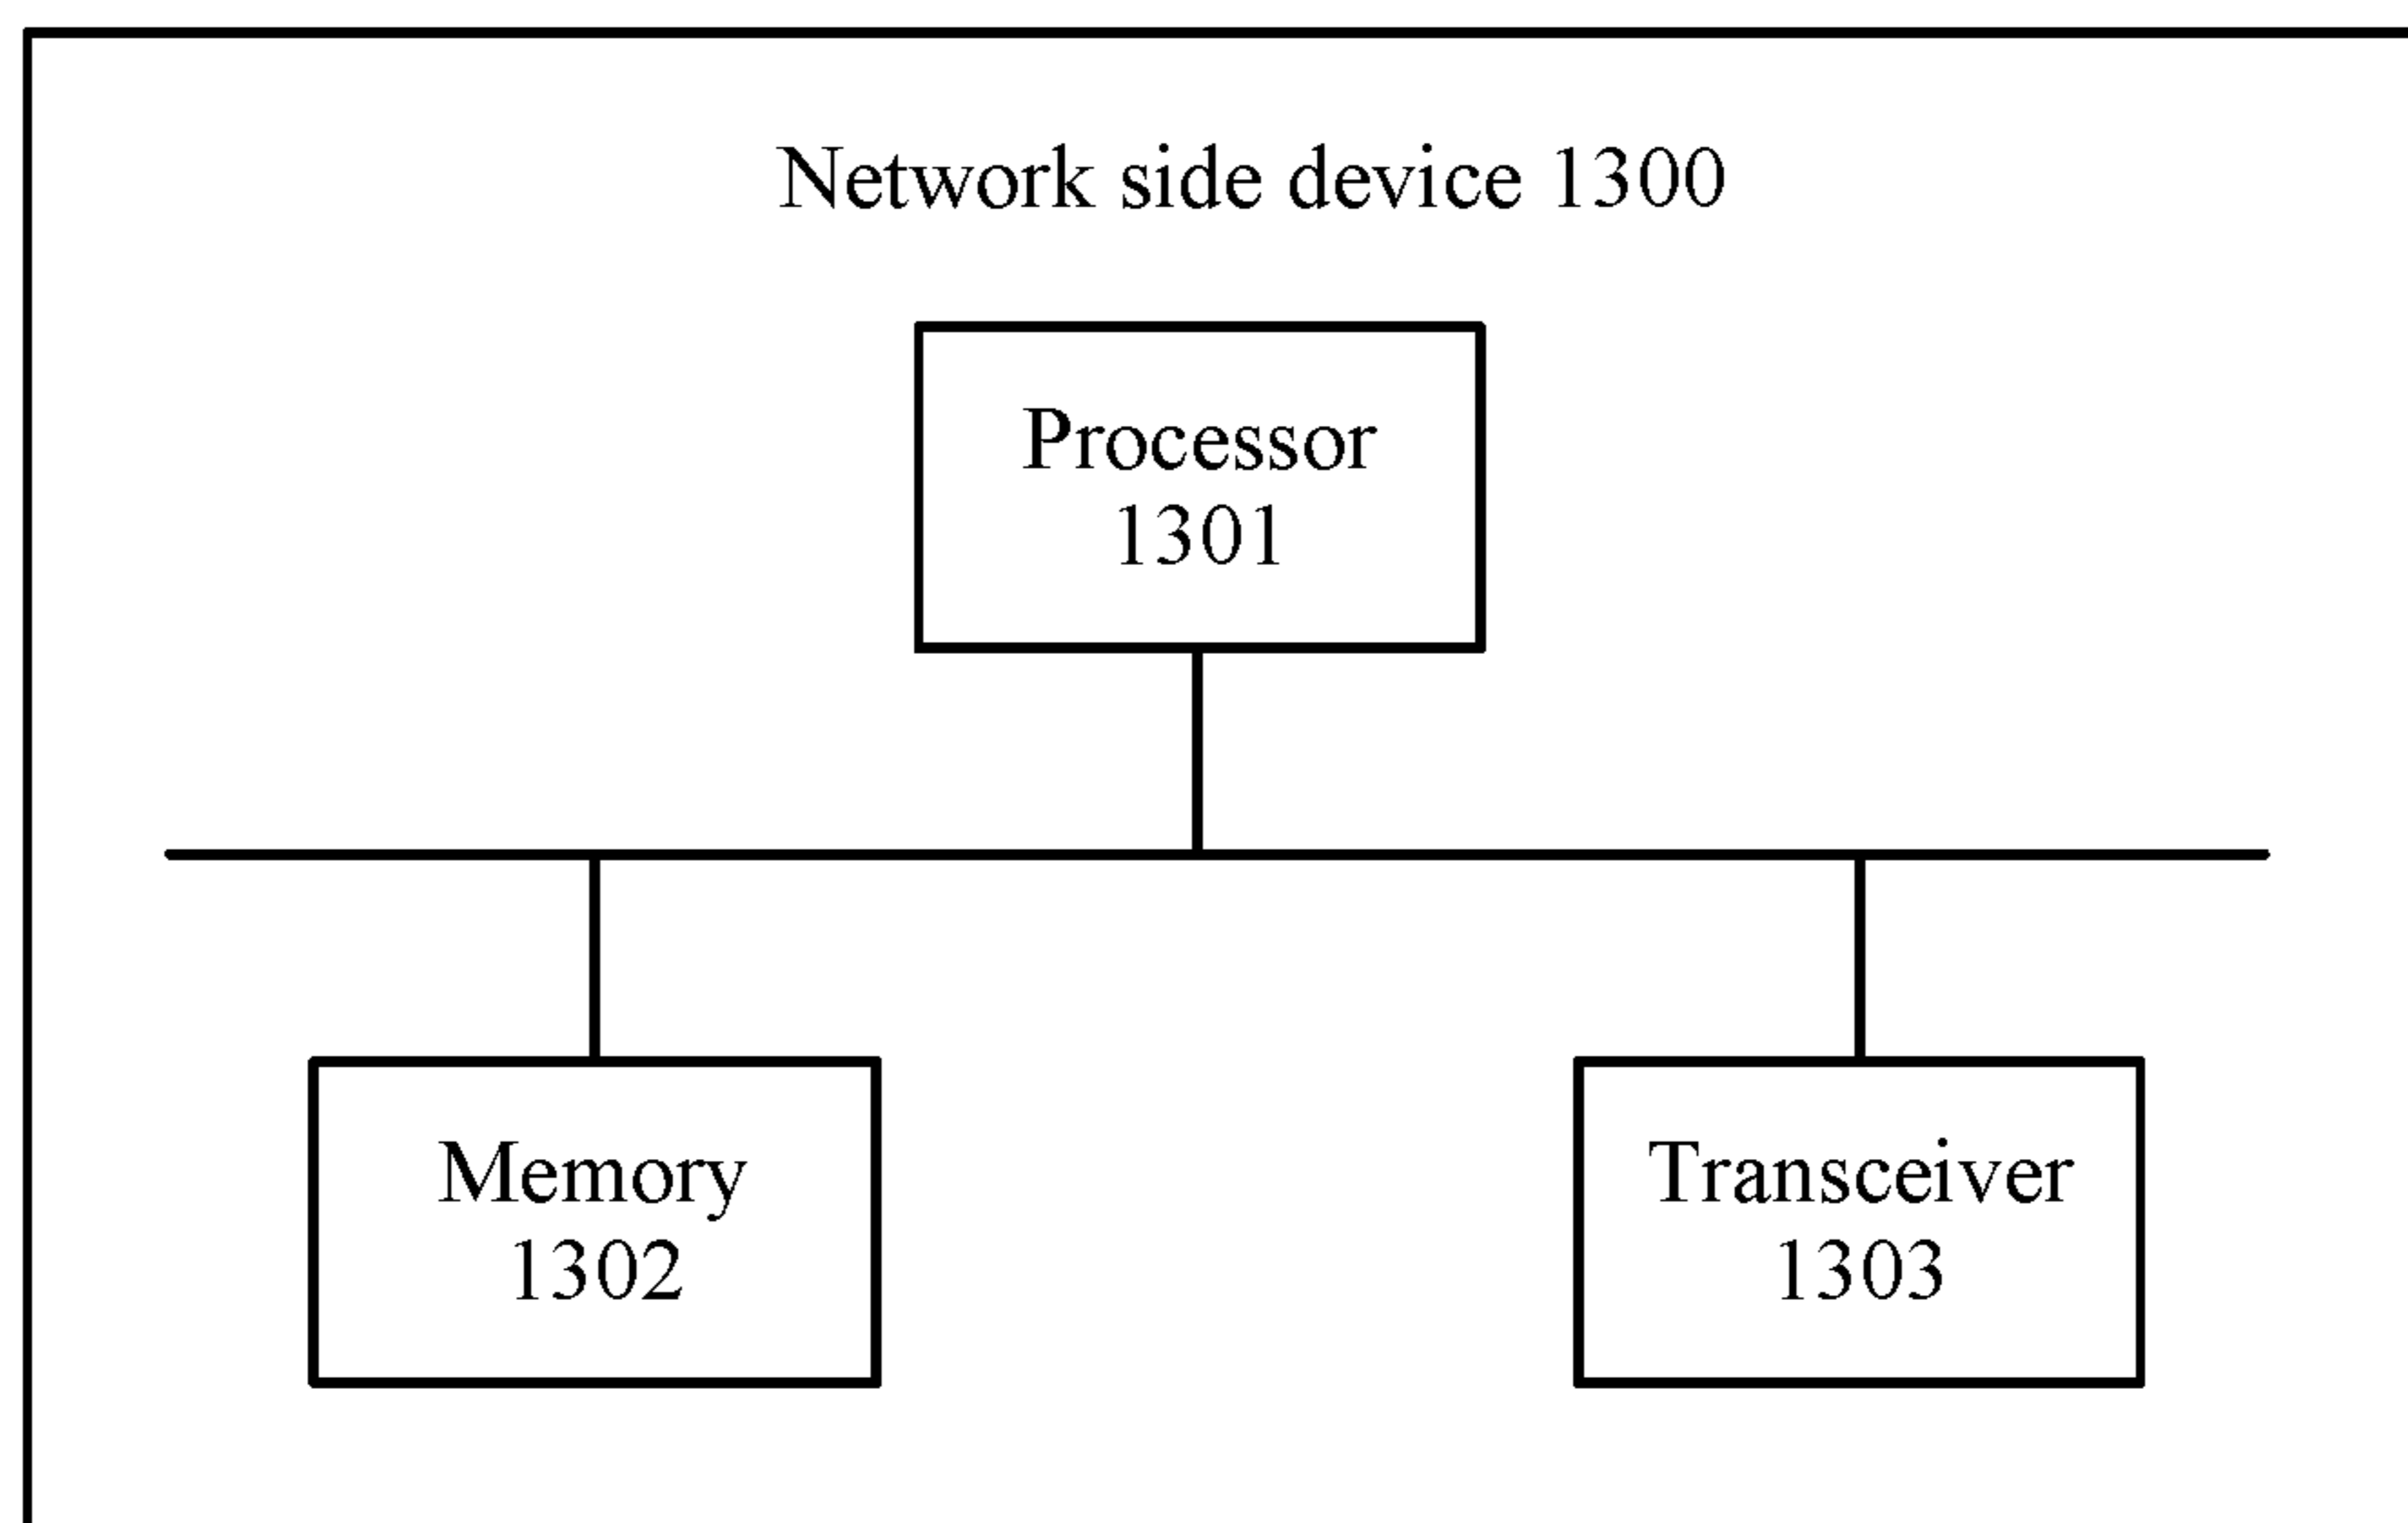 Network side device 1300
Processor
1301
Memory
1302
Transceiver
1303